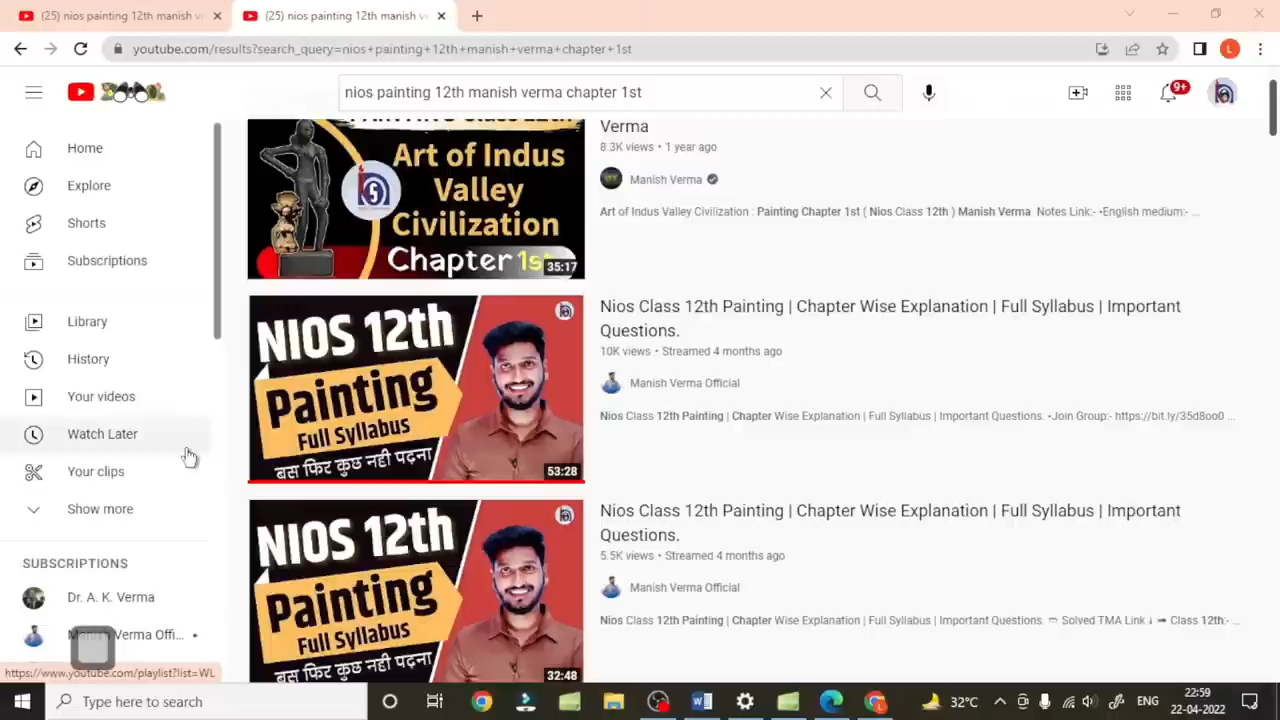 (25) nios painting 12th manish ve
(25) nios painting 12th manish ve
youtube.com/results?search_query=nios+painting+12th+manish+verma+chapter+1st
nios painting 12th manish verma chapter 1st
9+
L
Home
Explore
Shorts
Subscriptions
Library
History
Your videos
Watch Later
Your clips
Show more
SUBSCRIPTIONS
Dr. A. K. Verma
Verma Offi...
https://www.youtube.com/playlist?list=WL
Art of Indus
Valley
Civilization
Chapter 1s
35:17
Verma
8.3K views • 1 year ago
Manish Verma
Art of Indus Valley Civilization : Painting Chapter 1st ( Nios Class 12th ) Manish Verma Notes Link:- •English medium:- ...
NIOS 12th
Painting
Full Syllabus
बस फिर कुछ नही पढ़ना
53:28
Nios Class 12th Painting | Chapter Wise Explanation | Full Syllabus | Important
Questions.
10K views • Streamed 4 months ago
Manish Verma Official
Nios Class 12th Painting | Chapter Wise Explanation | Full Syllabus | Important Questions. •Join Group:- https://bit.ly/35d8oo0 ...
NIOS 12th
Painting
Full Syllabus
बस फिर कुछ नही पढ़ना
32:48
Nios Class 12th Painting | Chapter Wise Explanation | Full Syllabus | Important
Questions.
5.5K views • Streamed 4 months ago
Manish Verma Official
Nios Class 12th Painting | Chapter Wise Explanation | Full Syllabus | Important Questions. Solved TMA Link Class 12th:- ...
Type here to search
32°C
ENG
22:59
22-04-2022